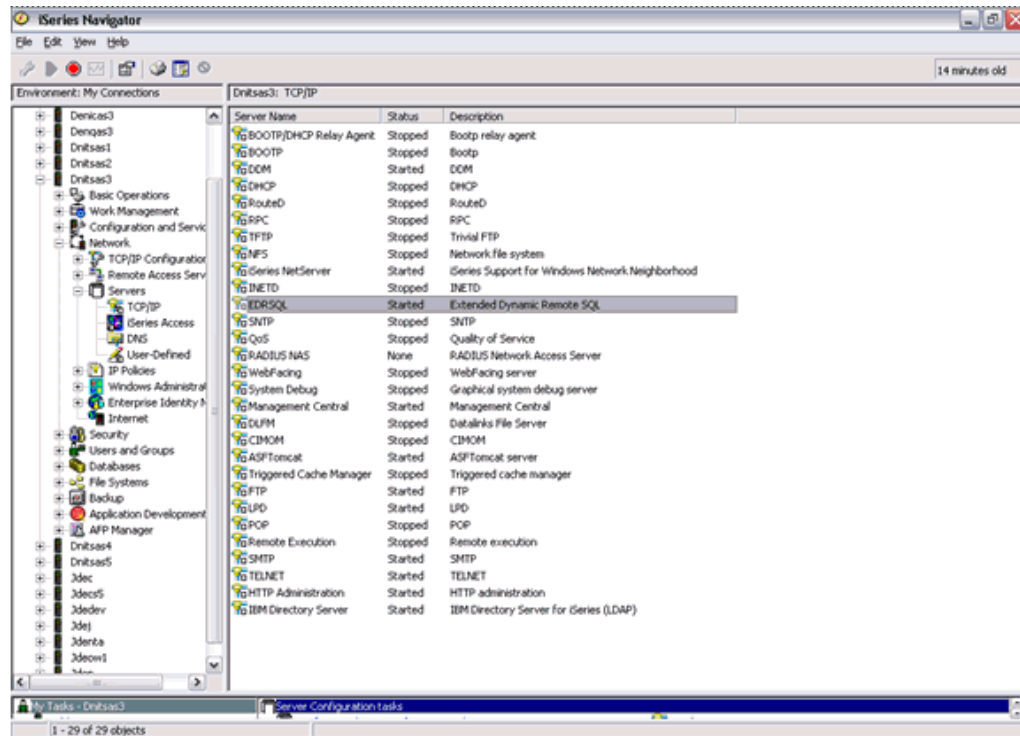 iSeries Navigator
File Edit View Help
14 minutes old
Environment: My Connections
Dnitsas3: TCP/IP
Denicas3
Denqas3
Dnitsas1
Dnitsas2
Dnitsas3
Basic Operations
Work Management
Configuration and Servic
Network
TCP/IP Configuration
Remote Access Serv
Servers
TCP/IP
iSeries Access
DNS
User-Defined
IP Policies
Windows Administrat
Enterprise Identity M
Internet
Security
Users and Groups
Databases
File Systems
Backup
Application Development
AFP Manager
Dnitsas4
Dnitsas5
Jdec
Jdecs5
Jdedev
Jdej
Jdenta
Jdeow1
Server Name Status Description
BOOTP/DHCP Relay Agent Stopped Bootp relay agent
BOOTP Stopped Bootp
DDM Started DDM
DHCP Stopped DHCP
RouteD Stopped RouteD
RPC Stopped RPC
TFTP Stopped Trivial FTP
NFS Stopped Network file system
iSeries NetServer Started iSeries Support for Windows Network Neighborhood
INETD Stopped INETD
EDRSQL Started Extended Dynamic Remote SQL
SNTP Stopped SNTP
QoS Stopped Quality of Service
RADIUS NAS None RADIUS Network Access Server
WebFacing Stopped WebFacing server
System Debug Stopped Graphical system debug server
Management Central Started Management Central
DLFM Stopped Datalinks File Server
CIMOM Stopped CIMOM
ASFTomcat Started ASFTomcat server
Triggered Cache Manager Stopped Triggered cache manager
FTP Started FTP
LPD Started LPD
POP Stopped POP
Remote Execution Stopped Remote execution
SMTP Started SMTP
TELNET Started TELNET
HTTP Administration Started HTTP administration
IBM Directory Server Started IBM Directory Server for iSeries (LDAP)
My Tasks - Dnitsas3
Server Configuration tasks
1 - 29 of 29 objects